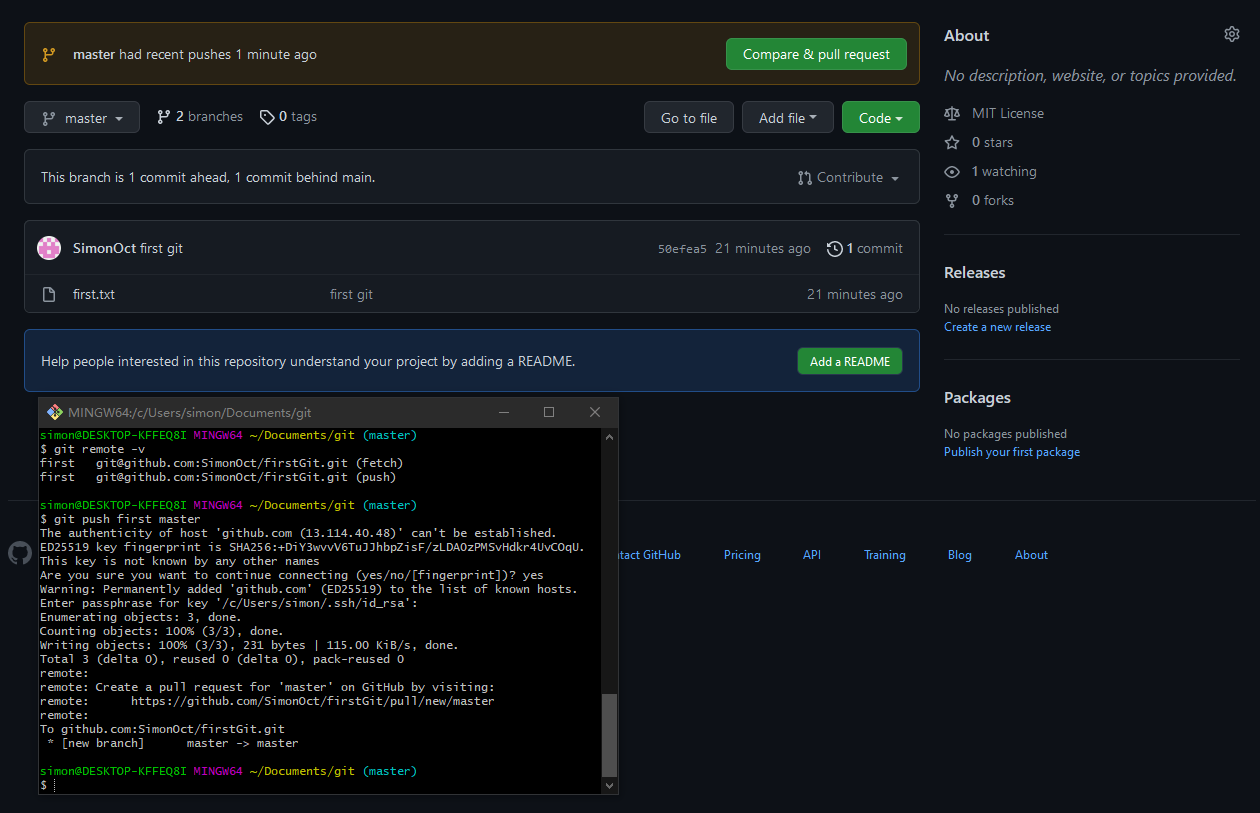 master had recent pushes 1 minute ago
Compare & pull request
master
2 branches
0 tags
Go to file
Add file
Code
This branch is 1 commit ahead, 1 commit behind main.
Contribute
SimonOct first git
50efea5 21 minutes ago
1 commit
first.txt
first git
21 minutes ago
Help people interested in this repository understand your project by adding a README.
Add a README
About
No description, website, or topics provided.
MIT License
0 stars
1 watching
0 forks
Releases
No releases published
Create a new release
Packages
No packages published
Publish your first package
MINGW64:/c/Users/simon/Documents/git
simon@DESKTOP-KFFEQ8I MINGW64 ~/Documents/git (master)
$ git remote -v
first   git@github.com:SimonOct/firstGit.git (fetch)
first   git@github.com:SimonOct/firstGit.git (push)
simon@DESKTOP-KFFEQ8I MINGW64 ~/Documents/git (master)
$ git push first master
The authenticity of host 'github.com (13.114.40.48)' can't be established.
ED25519 key fingerprint is SHA256:+DiY3wvvV6TuJJhbpZisF/zLDA0zPMSvHdkr4UvCOqU.
This key is not known by any other names
Are you sure you want to continue connecting (yes/no/[fingerprint])? yes
Warning: Permanently added 'github.com' (ED25519) to the list of known hosts.
Enter passphrase for key '/c/Users/simon/.ssh/id_rsa':
Enumerating objects: 3, done.
Counting objects: 100% (3/3), done.
Writing objects: 100% (3/3), 231 bytes | 115.00 KiB/s, done.
Total 3 (delta 0), reused 0 (delta 0), pack-reused 0
remote:
remote: Create a pull request for 'master' on GitHub by visiting:
remote:      https://github.com/SimonOct/firstGit/pull/new/master
remote:
To github.com:SimonOct/firstGit.git
 * [new branch]      master -> master
simon@DESKTOP-KFFEQ8I MINGW64 ~/Documents/git (master)
$
ntact GitHub
Pricing
API
Training
Blog
About